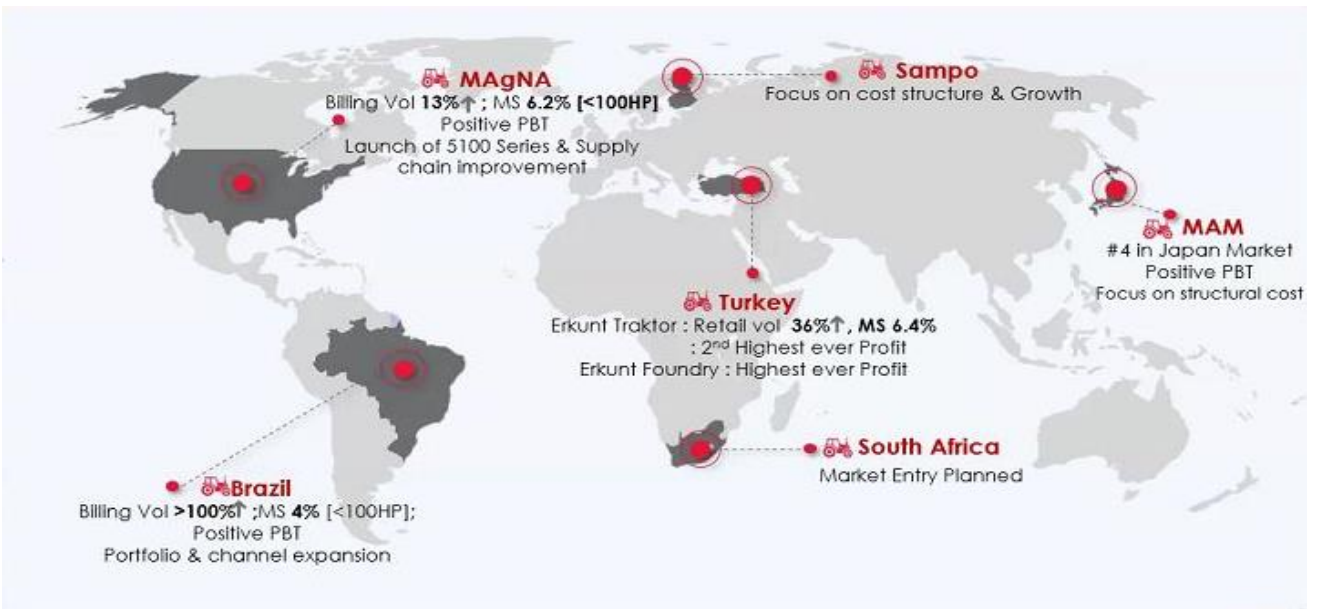 MAgNA
Billing Vol 13%↑ ; MS 6.2% [<100HP]
Positive PBT
Launch of 5100 Series & Supply
chain improvement
Sampo
Focus on cost structure & Growth
MAM
#4 in Japan Market
Positive PBT
Focus on structural cost
Turkey
Erkunt Traktor : Retail vol 36%↑, MS 6.4%
: 2nd Highest ever Profit
Erkunt Foundry : Highest ever Profit
South Africa
Market Entry Planned
Brazil
Billing Vol >100%↑ ;MS 4% [<100HP];
Positive PBT
Portfolio & channel expansion